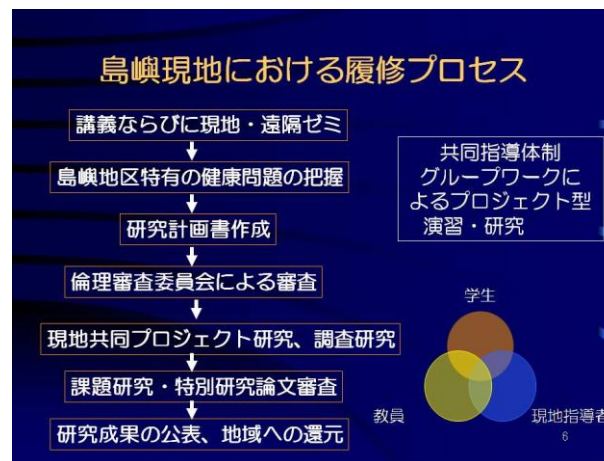 島嶼現地における履修プロセス
講義ならびに現地・遠隔ゼミ
島嶼地区特有の健康問題の把握
研究計画書作成
倫理審査委員会による審査
現地共同プロジェクト研究、調査研究
課題研究・特別研究論文審査
研究成果の公表、地域への還元
共同指導体制
グループワークに
よるプロジェクト型
演習・研究
学生
教員
現地指導者
6